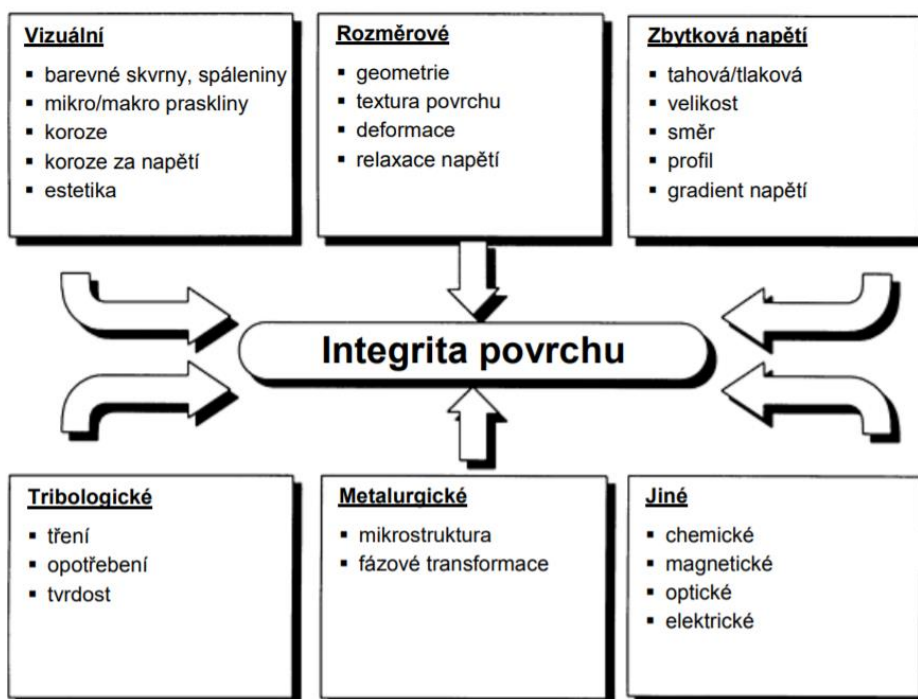 Vizuální
▪ barevné skvrny, spáleniny
▪ mikro/makro praskliny
▪ koroze
▪ koroze za napětí
▪ estetika
Rozměrové
▪ geometrie
▪ textura povrchu
▪ deformace
▪ relaxace napětí
Zbytková napětí
▪ tahová/tlaková
▪ velikost
▪ směr
▪ profil
▪ gradient napětí
Integrita povrchu
Tribologické
▪ tření
▪ opotřebení
▪ tvrdost
Metalurgické
▪ mikrostruktura
▪ fázové transformace
Jiné
▪ chemické
▪ magnetické
▪ optické
▪ elektrické